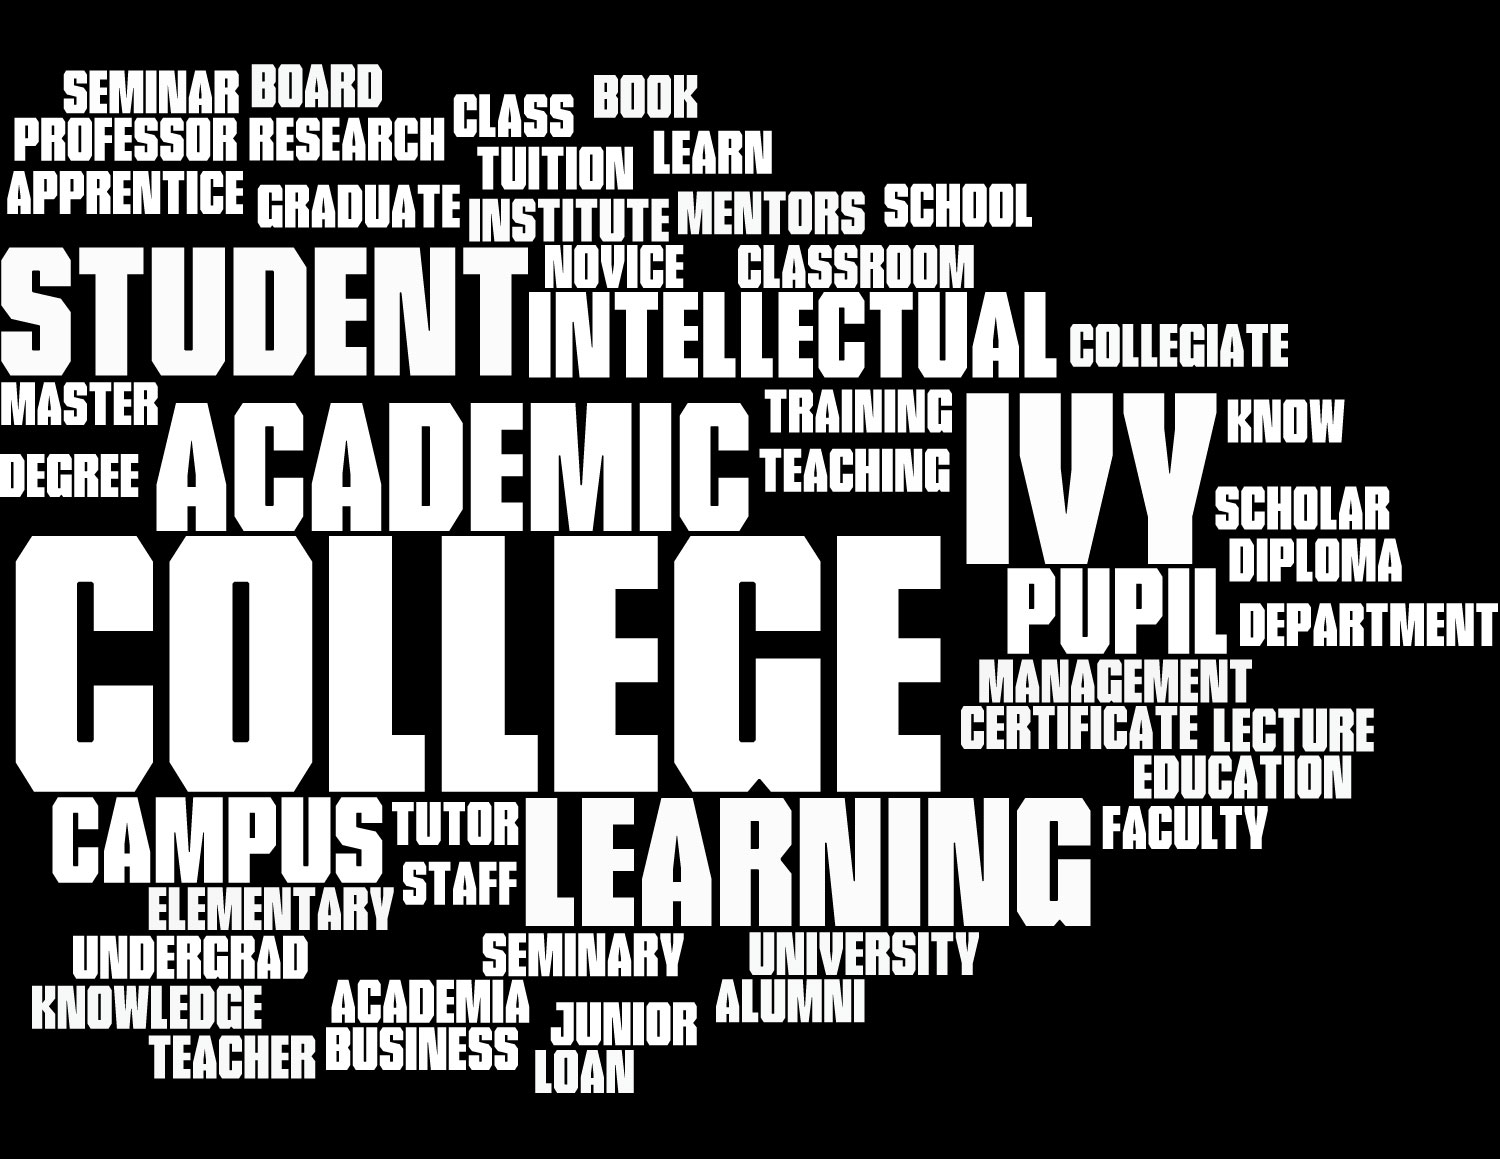 SEMINAR BOARD
CLASS BOOK
PROFESSOR RESEARCH
TUITION LEARN
APPRENTICE GRADUATE
INSTITUTE MENTORS SCHOOL
STUDENT NOVICE CLASSROOM
INTELLECTUAL COLLEGIATE
MASTER ACADEMIC TRAINING IVY KNOW
DEGREE TEACHING
SCHOLAR
DIPLOMA
COLLEGE PUPIL DEPARTMENT
MANAGEMENT
CERTIFICATE LECTURE
EDUCATION
CAMPUS TUTOR LEARNING FACULTY
STAFF
ELEMENTARY
UNDERGRAD SEMINARY UNIVERSITY
KNOWLEDGE ACADEMIA JUNIOR ALUMNI
TEACHER BUSINESS
LOAN